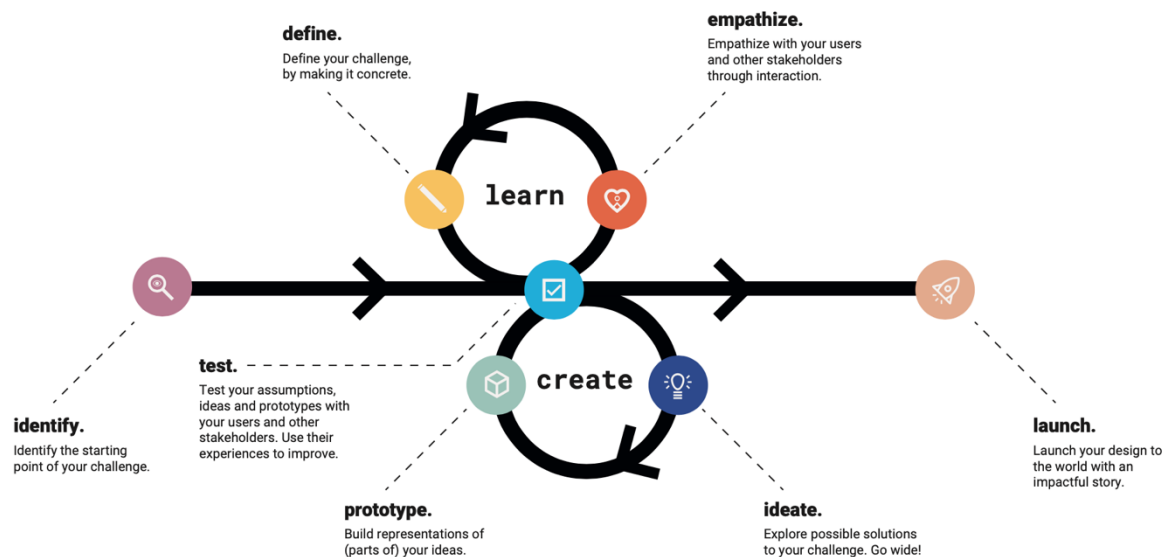 define.
Define your challenge,
by making it concrete.
empathize.
Empathize with your users
and other stakeholders
through interaction.
learn
test.
Test your assumptions,
ideas and prototypes with
your users and other
stakeholders. Use their
experiences to improve.
create
identify.
Identify the starting
point of your challenge.
launch.
Launch your design to
the world with an
impactful story.
prototype.
Build representations of
(parts of) your ideas.
ideate.
Explore possible solutions
to your challenge. Go wide!